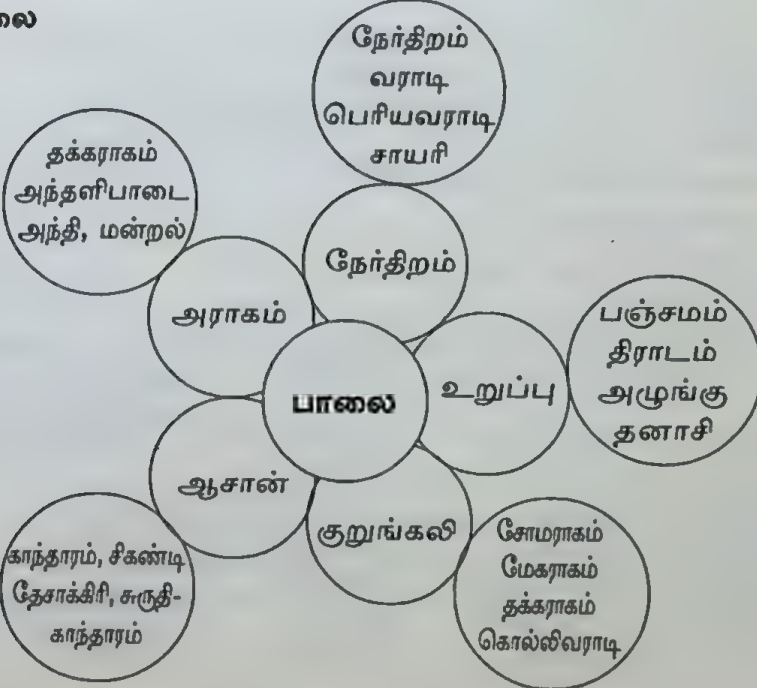 லை
நேர்திறம்
வராடி
பெரியவராடி
சாயரி
தக்கராகம்
அந்தளிபாடை
அந்தி, மன்றல்
நேர்திறம்
அராகம்
பஞ்சமம்
திராடம்
அழுங்கு
தனாசி
உறுப்பு
பாலை
ஆசான்
குறுங்கலி
காந்தாரம், சிகண்டி
தேசாக்கிரி, சுருதி-
காந்தாரம்
சோமராகம்
மேகராகம்
தக்கராகம்
கொல்லிவராடி